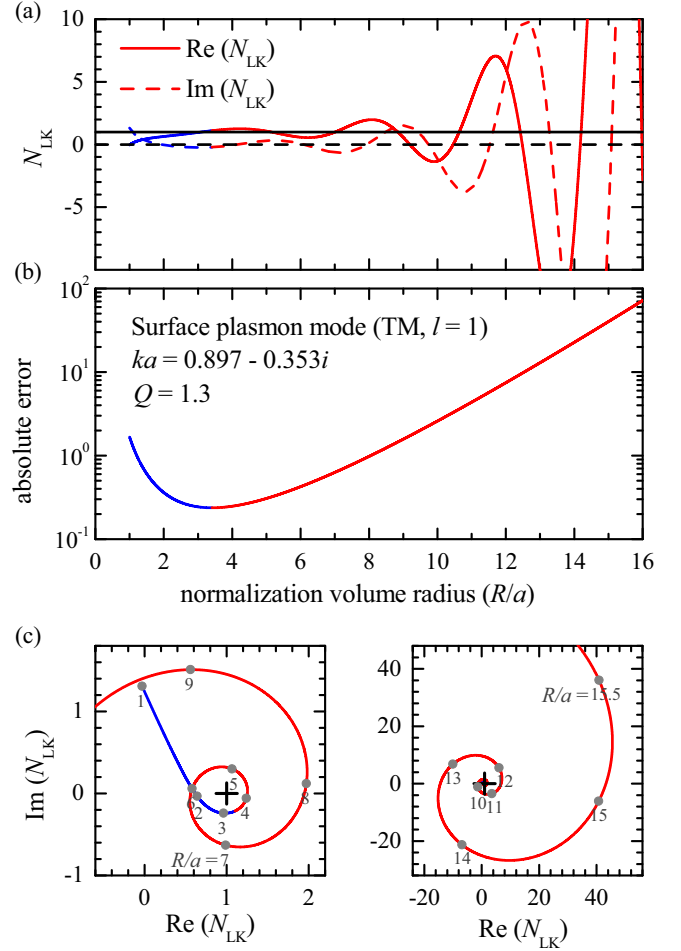 (a)
10
5
0
-5
N_LK
Re (N_LK)
Im (N_LK)
(b)
10^2
10^1
10^0
10^-1
absolute error
Surface plasmon mode (TM, l = 1)
ka = 0.897 - 0.353i
Q = 1.3
0 2 4 6 8 10 12 14 16
normalization volume radius (R/a)
(c)
1
0
-1
Im (N_LK)
1
9
5
6
2
3
4
8
R/a = 7
0 1 2
Re (N_LK)
40
20
0
-20
R/a = 15.5
13
12
10
11
15
14
-20 0 20 40
Re (N_LK)